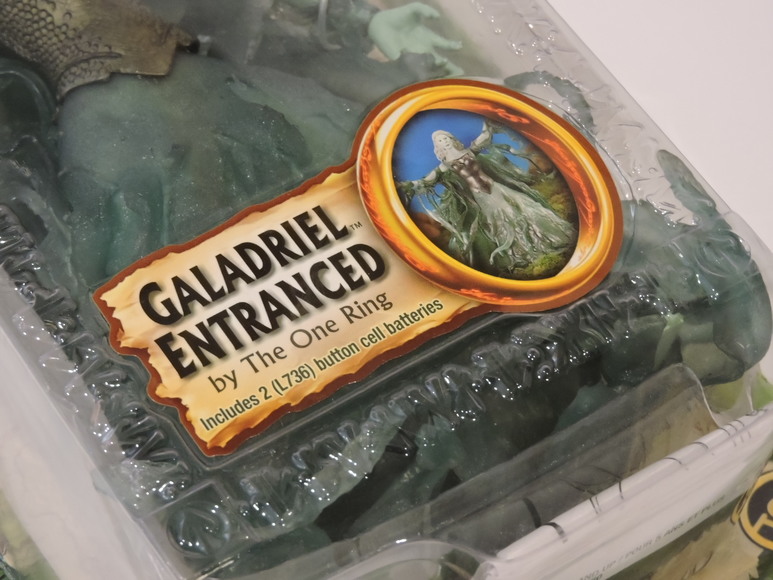 GALADRIEL™
ENTRANCED
by The One Ring
Includes 2 (L736) button cell batteries